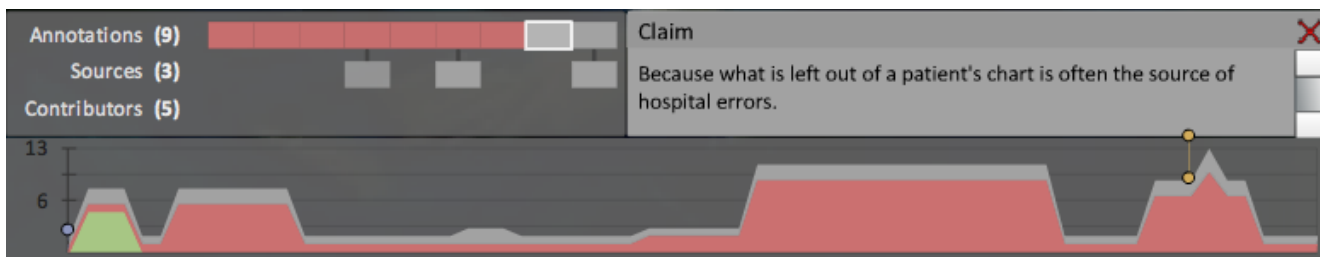 Annotations (9)
Sources (3)
Contributors (5)
Claim
Because what is left out of a patient's chart is often the source of
hospital errors.
13
6